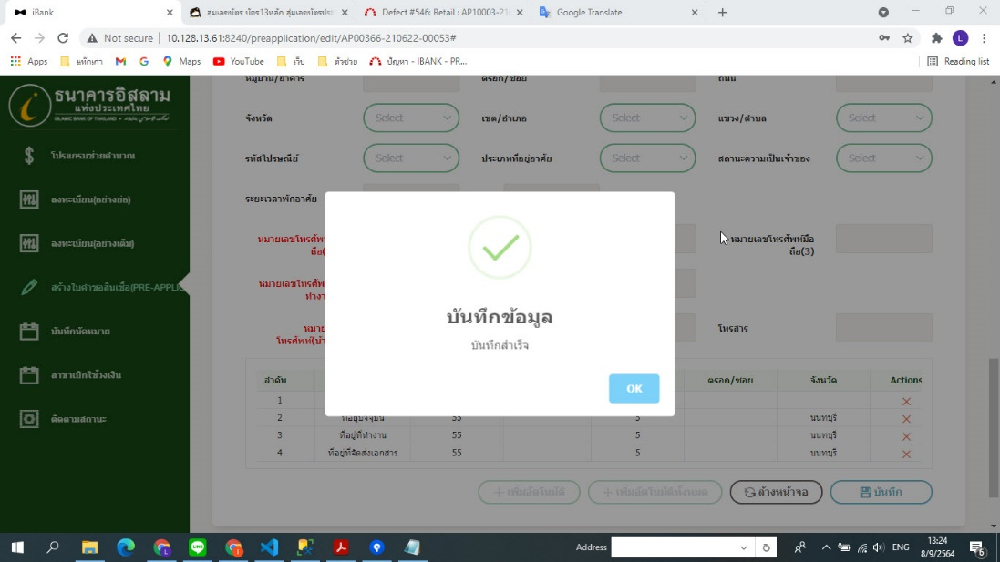 iBank
สุ่มเลขบัตร บัตร13หลัก สุ่มเลขบัตรประ
Defect #546: Retail : AP10003-21
Google Translate
Not secure
10.128.13.61:8240/preapplication/edit/AP00366-210622-00053#
Apps
Maps
YouTube
เว็บ
ตัวช่วย
ปัญหา - IBANK - PR...
Reading list
ธนาคารอิสลาม
แห่งประเทศไทย
ISLAMIC BANK OF THAILAND
โปรแกรมช่วยคำนวณ
ลงทะเบียน(อย่างย่อ)
ลงทะเบียน(อย่างเต็ม)
สร้างใบคำขอสินเชื่อ(PRE-APPLIC
บันทึกนัดหมาย
สาขาเบิกใช้วงเงิน
ติดตามสถานะ
หมู่บ้าน/อาคาร
ตรอก/ซอย
ถนน
จังหวัด
Select
เขต/อำเภอ
Select
แขวง/ตำบล
Select
รหัสไปรษณีย์
Select
ประเภทที่อยู่อาศัย
Select
สถานะความเป็นเจ้าของ
Select
ระยะเวลาพักอาศัย
หมายเลขโทรศัพ
ถือ(
หมายเลขโทรศัพท์มือ
ถือ(3)
หมายเลขโทรศัพ
ทำงา
หมาย
โทรศัพท์(บ้า
โทรสาร
บันทึกข้อมูล
บันทึกสำเร็จ
OK
ลำดับ
ตรอก/ซอย
จังหวัด
Actions
1
2
ที่อยู่ปัจจุบัน
55
5
นนทบุรี
3
ที่อยู่ที่ทำงาน
55
5
นนทบุรี
4
ที่อยู่ที่จัดส่งเอกสาร
55
5
นนทบุรี
เพิ่มอัตโนมัติ
เพิ่มอัตโนมัติทั้งหมด
ล้างหน้าจอ
บันทึก
Address
ENG
13:24
8/9/2564
6